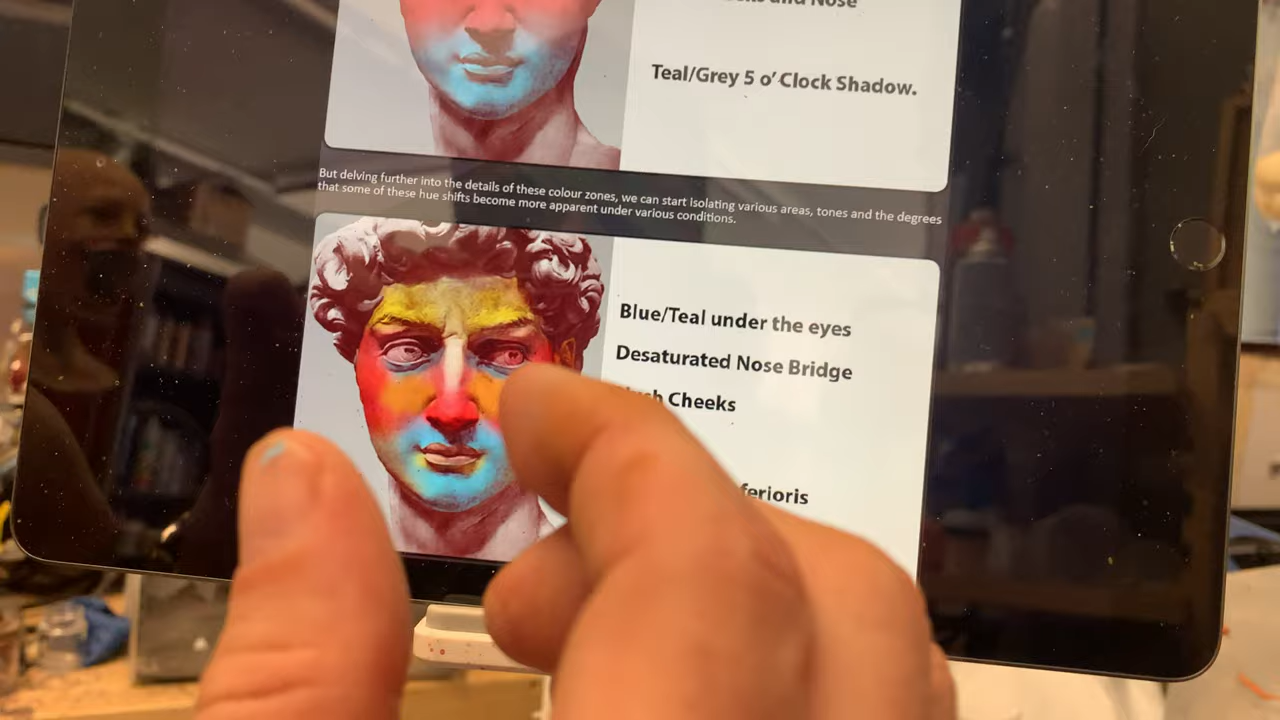 and Nose
Teal/Grey 5 o' Clock Shadow.
But delving further into the details of these colour zones, we can start isolating various areas, tones and the degrees
that some of these hue shifts become more apparent under various conditions.
Blue/Teal under the eyes
Desaturated Nose Bridge
Cheeks